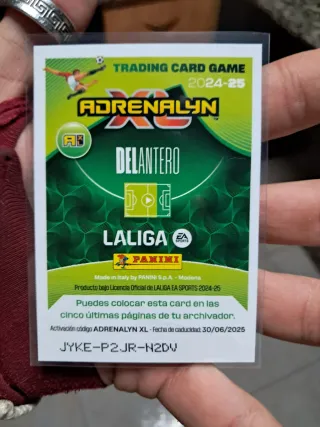 TRADING CARD GAME
2024-25
ADRENALYN
XL
DELANTERO
LALIGA EA SPORTS
PANINI
Made in Italy by PANINI S.p.A. - Modena
Producto bajo Licencia Oficial de LALIGA EA SPORTS 2024-25
Puedes colocar esta card en las
cinco últimas páginas de tu archivador.
Activación código ADRENALYN XL - Fecha de caducidad: 30/06/2025
JYKE-P2JR-N2DV